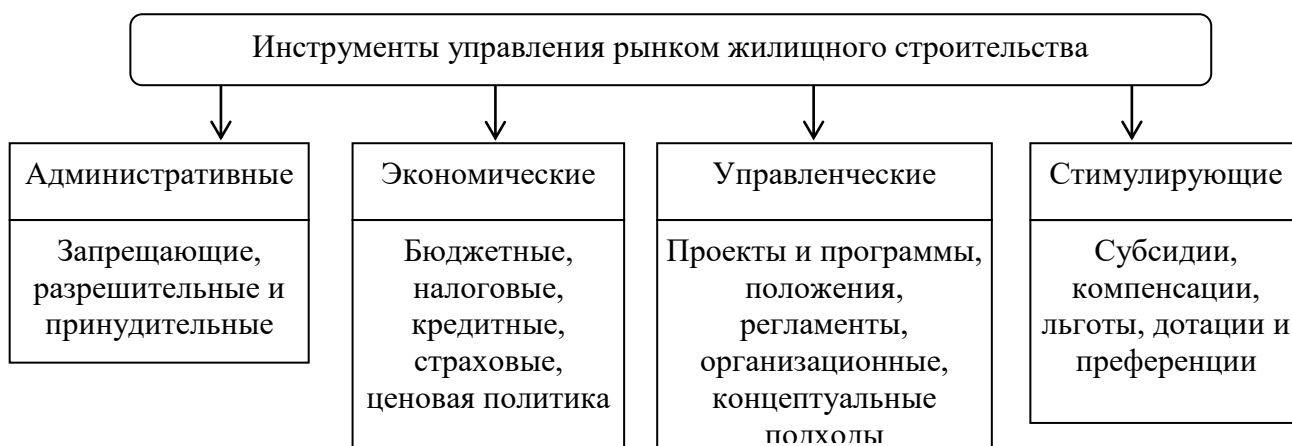 Инструменты управления рынком жилищного строительства
Административные
Запрещающие,
разрешительные и
принудительные
Экономические
Бюджетные,
налоговые,
кредитные,
страховые,
ценовая политика
Управленческие
Проекты и программы,
положения,
регламенты,
организационные,
концептуальные
подходы
Стимулирующие
Субсидии,
компенсации,
льготы, дотации и
преференции